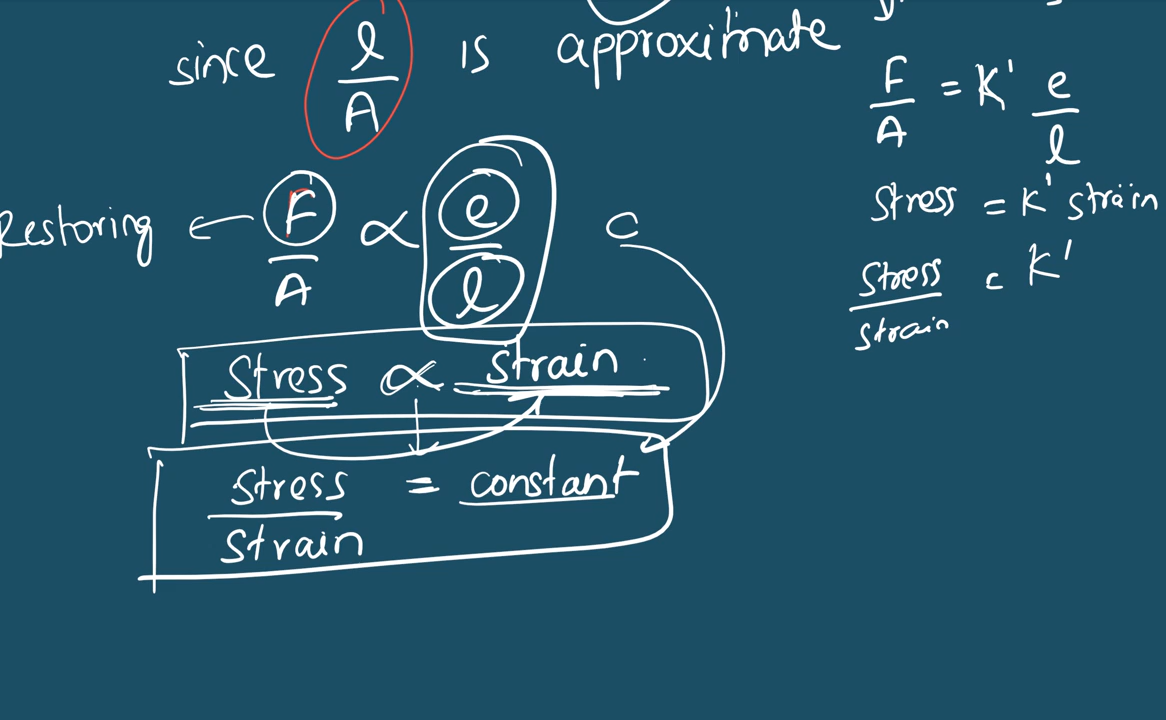 since l/A is approximate
Restoring ← F/A ∝ e/l
Stress ∝ strain
Stress/Strain = constant
F/A = K' e/l
Stress = K' strain
Stress/Strain = K'